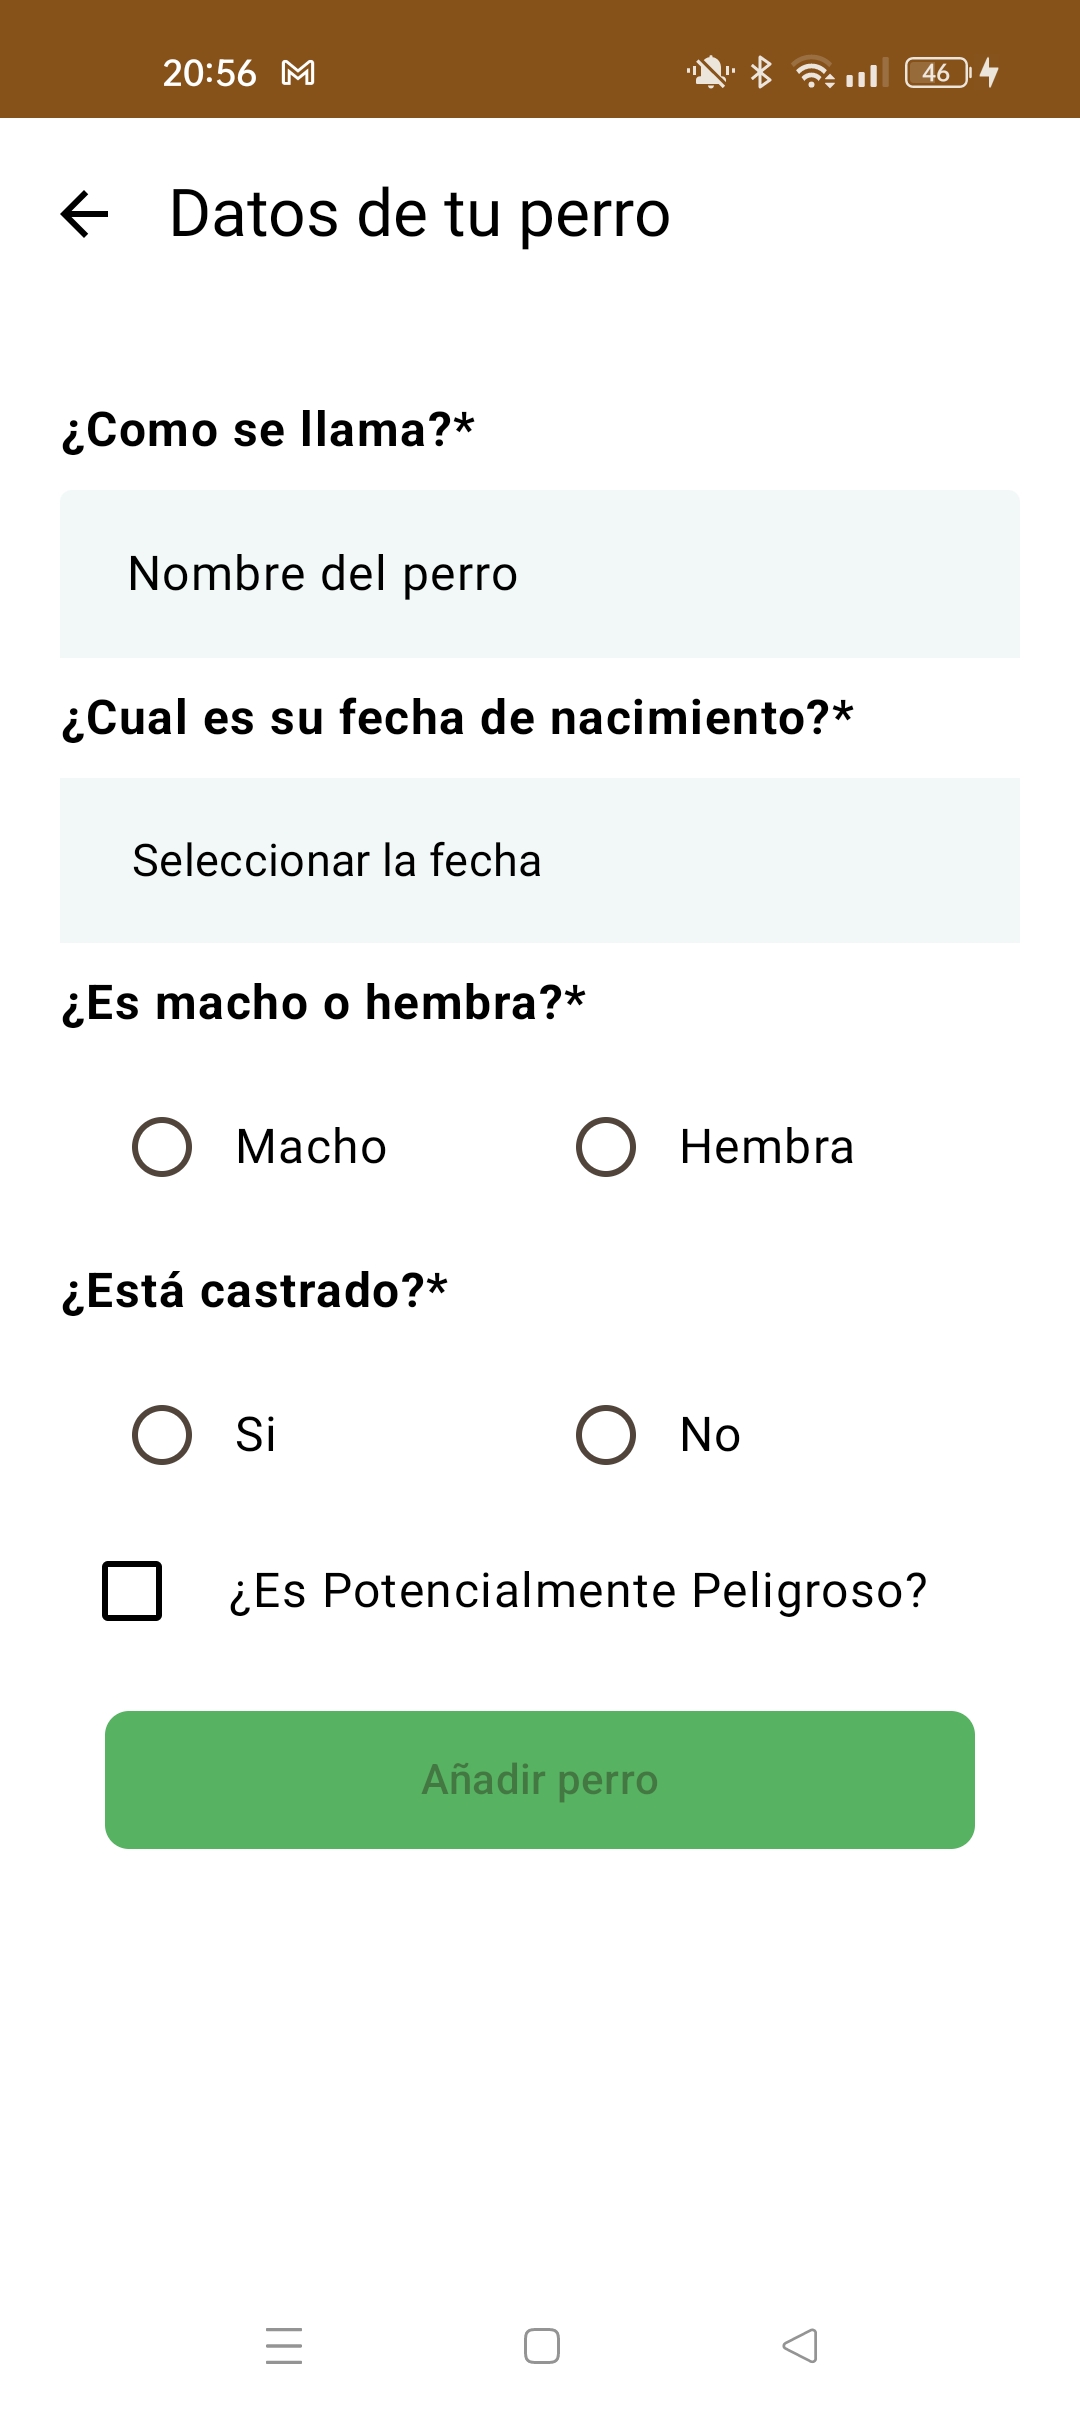 20:56
46
Datos de tu perro
¿Como se llama?*
Nombre del perro
¿Cual es su fecha de nacimiento?*
Seleccionar la fecha
¿Es macho o hembra?*
Macho Hembra
¿Está castrado?*
Si No
¿Es Potencialmente Peligroso?
Añadir perro